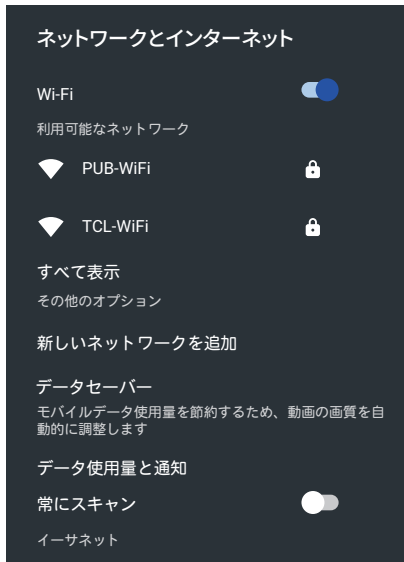 ネットワークとインターネット
Wi-Fi
利用可能なネットワーク
PUB-WiFi
TCL-WiFi
すべて表示
その他のオプション
新しいネットワークを追加
データセーバー
モバイルデータ使用量を節約するため、動画の画質を自
動的に調整します
データ使用量と通知
常にスキャン
イーサネット